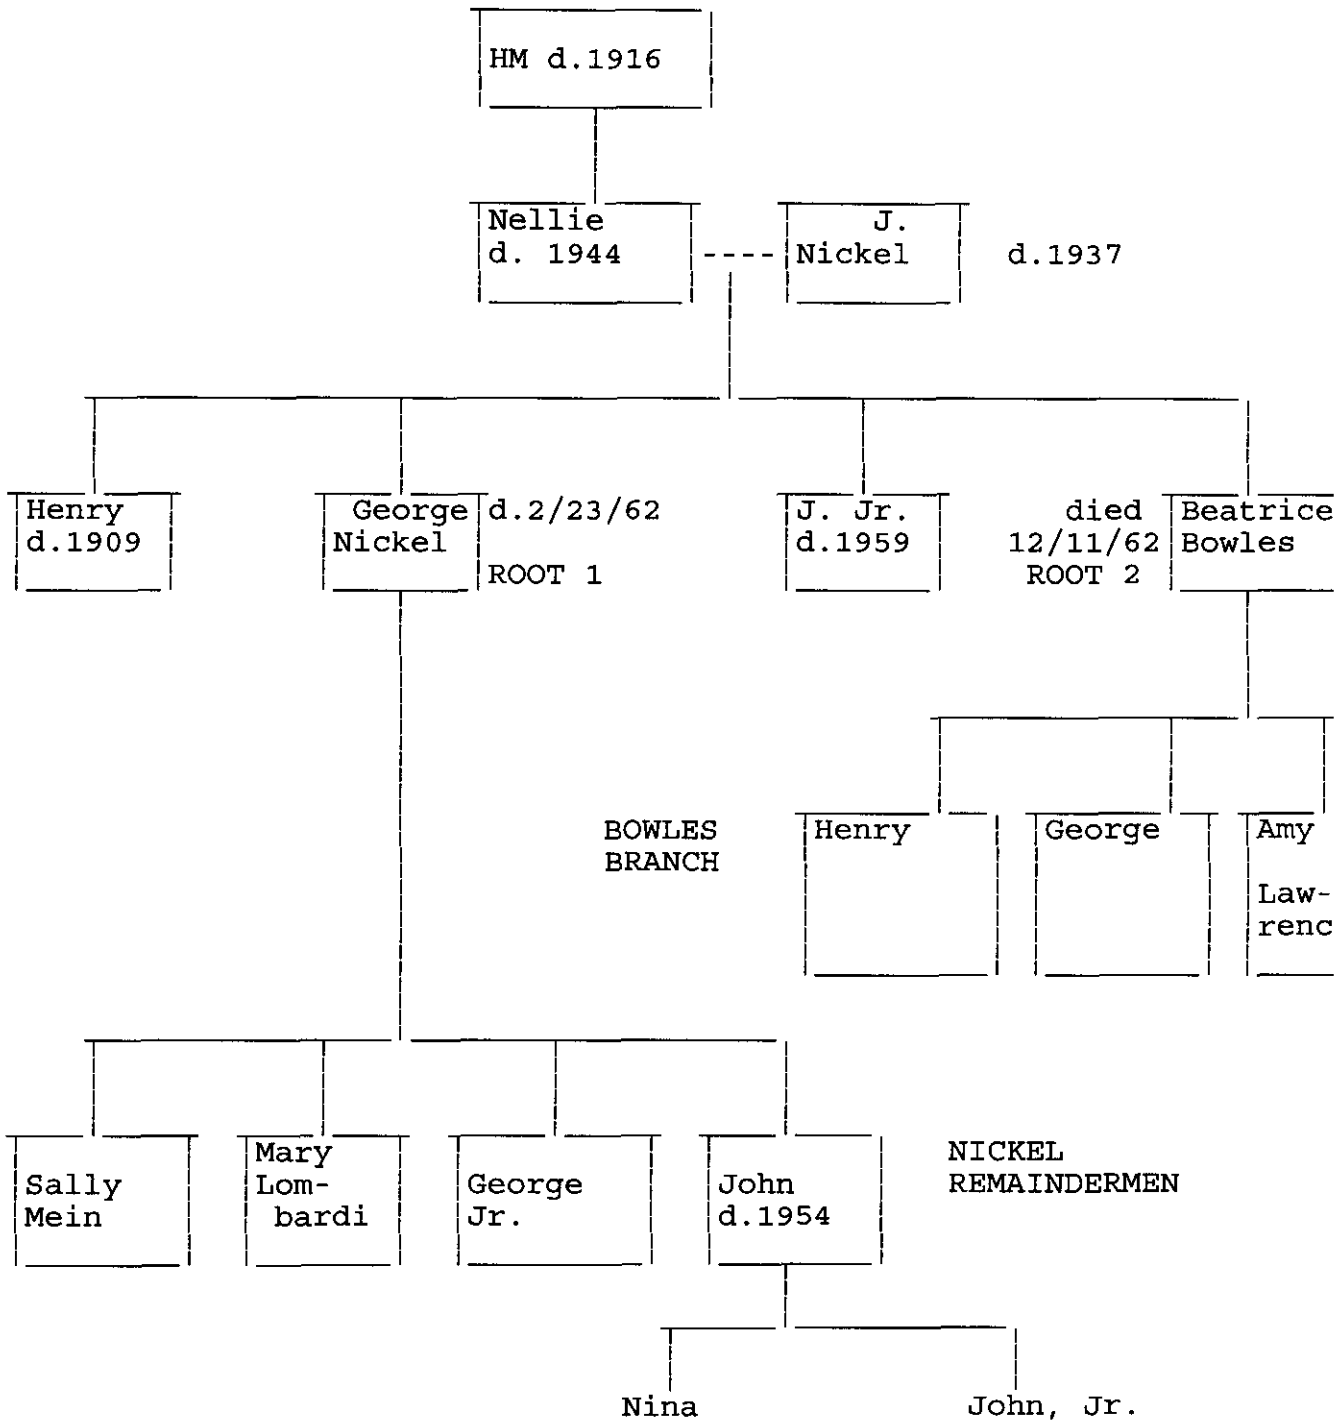 HM d.1916
Nellie
d. 1944
J.
Nickel
d.1937
Henry
d.1909
George
Nickel
d.2/23/62
ROOT 1
J. Jr.
d.1959
died
12/11/62
ROOT 2
Beatrice
Bowles
BOWLES
BRANCH
Henry
George
Amy
Law-
renc
Sally
Mein
Mary
Lom-
bardi
George
Jr.
John
d.1954
NICKEL
REMAINDERMEN
Nina
John, Jr.